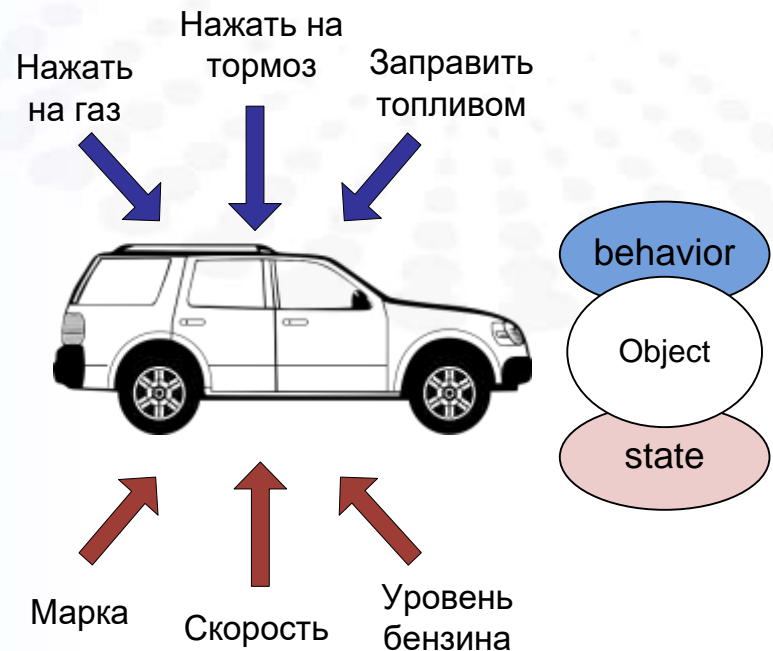 Нажать
на газ
Нажать на
тормоз
Заправить
топливом
behavior
Object
state
Марка
Скорость
Уровень
бензина